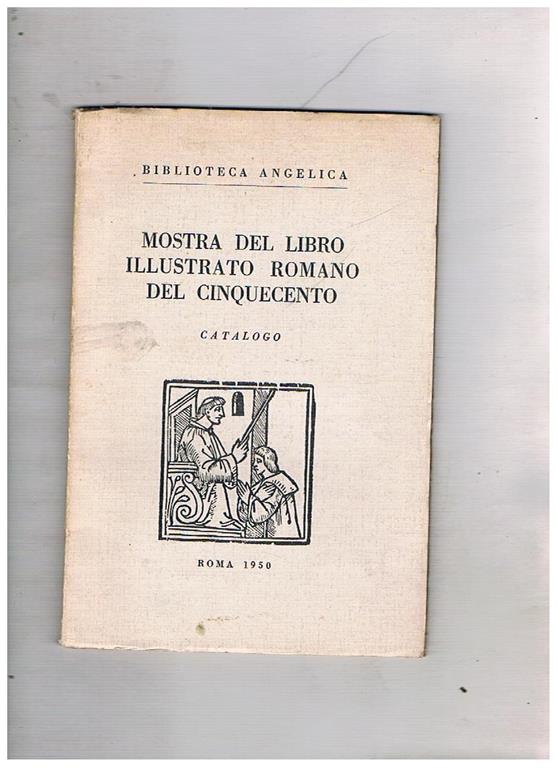 BIBLIOTECA ANGELICA
MOSTRA DEL LIBRO
ILLUSTRATO ROMANO
DEL CINQUECENTO
CATALOGO
ROMA 1950